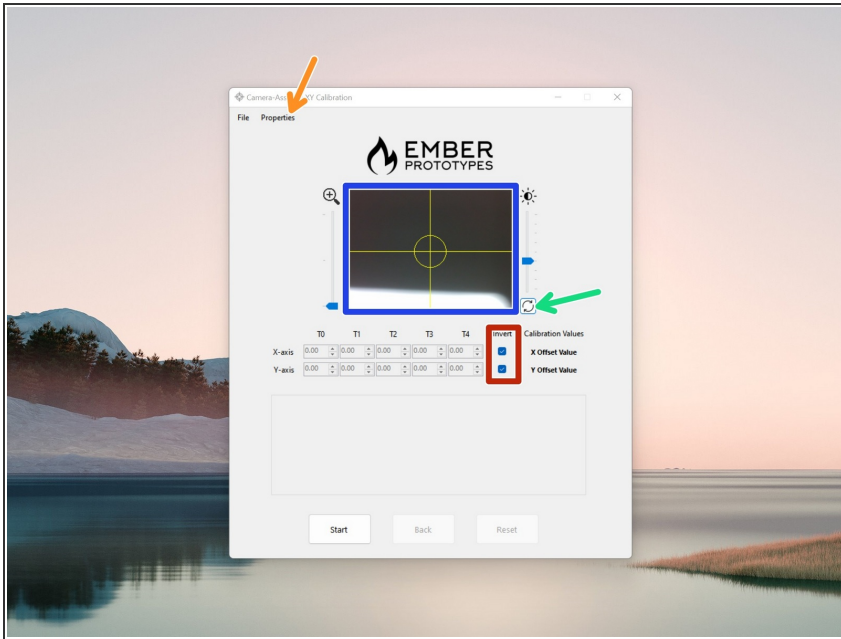 Camera-Ass XY Calibration
File Properties
EMBER
PROTOTYPES
T0 T1 T2 T3 T4 Invert Calibration Values
X-axis 0.00 0.00 0.00 0.00 0.00 X Offset Value
Y-axis 0.00 0.00 0.00 0.00 0.00 Y Offset Value
Start Back Reset